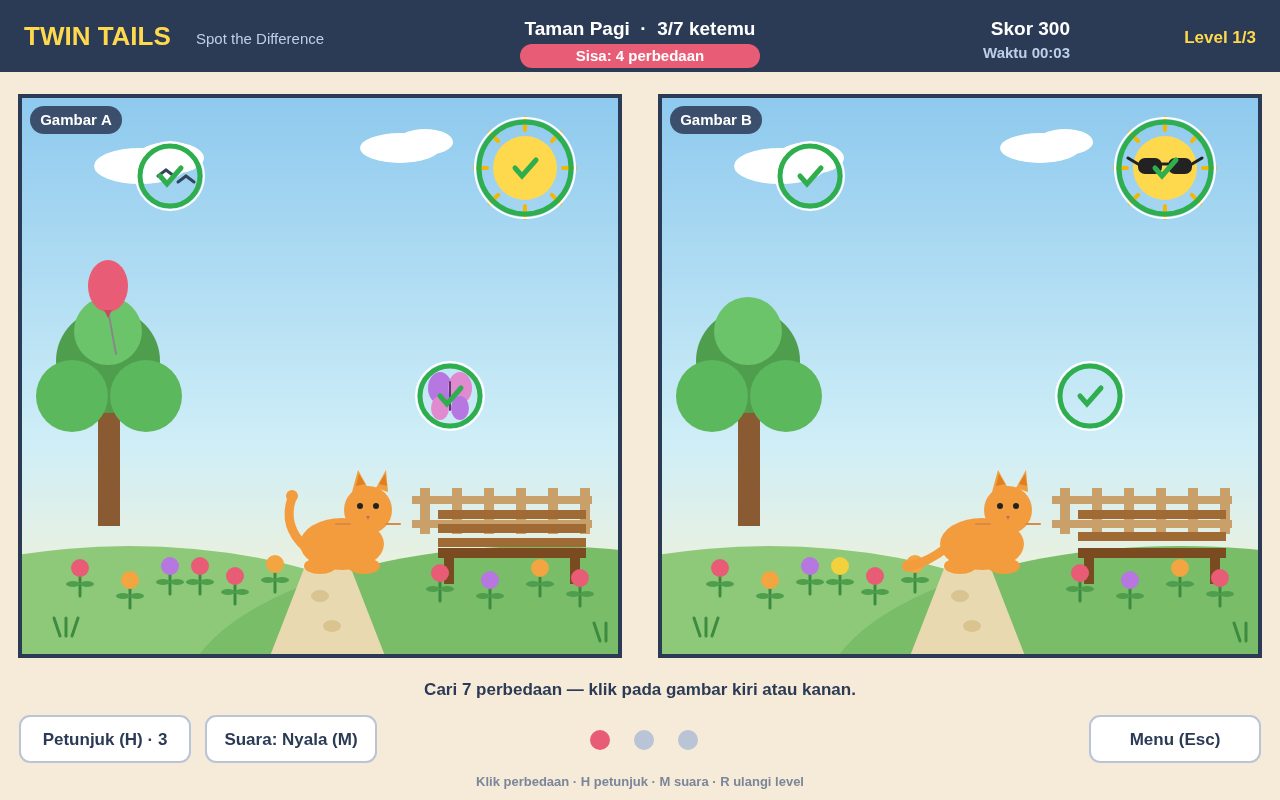 TWIN TAILS
Spot the Difference
Taman Pagi · 3/7 ketemu
Sisa: 4 perbedaan
Skor 300
Waktu 00:03
Level 1/3
Gambar A
Gambar B
Cari 7 perbedaan — klik pada gambar kiri atau kanan.
Petunjuk (H) · 3
Suara: Nyala (M)
Menu (Esc)
Klik perbedaan · H petunjuk · M suara · R ulangi level